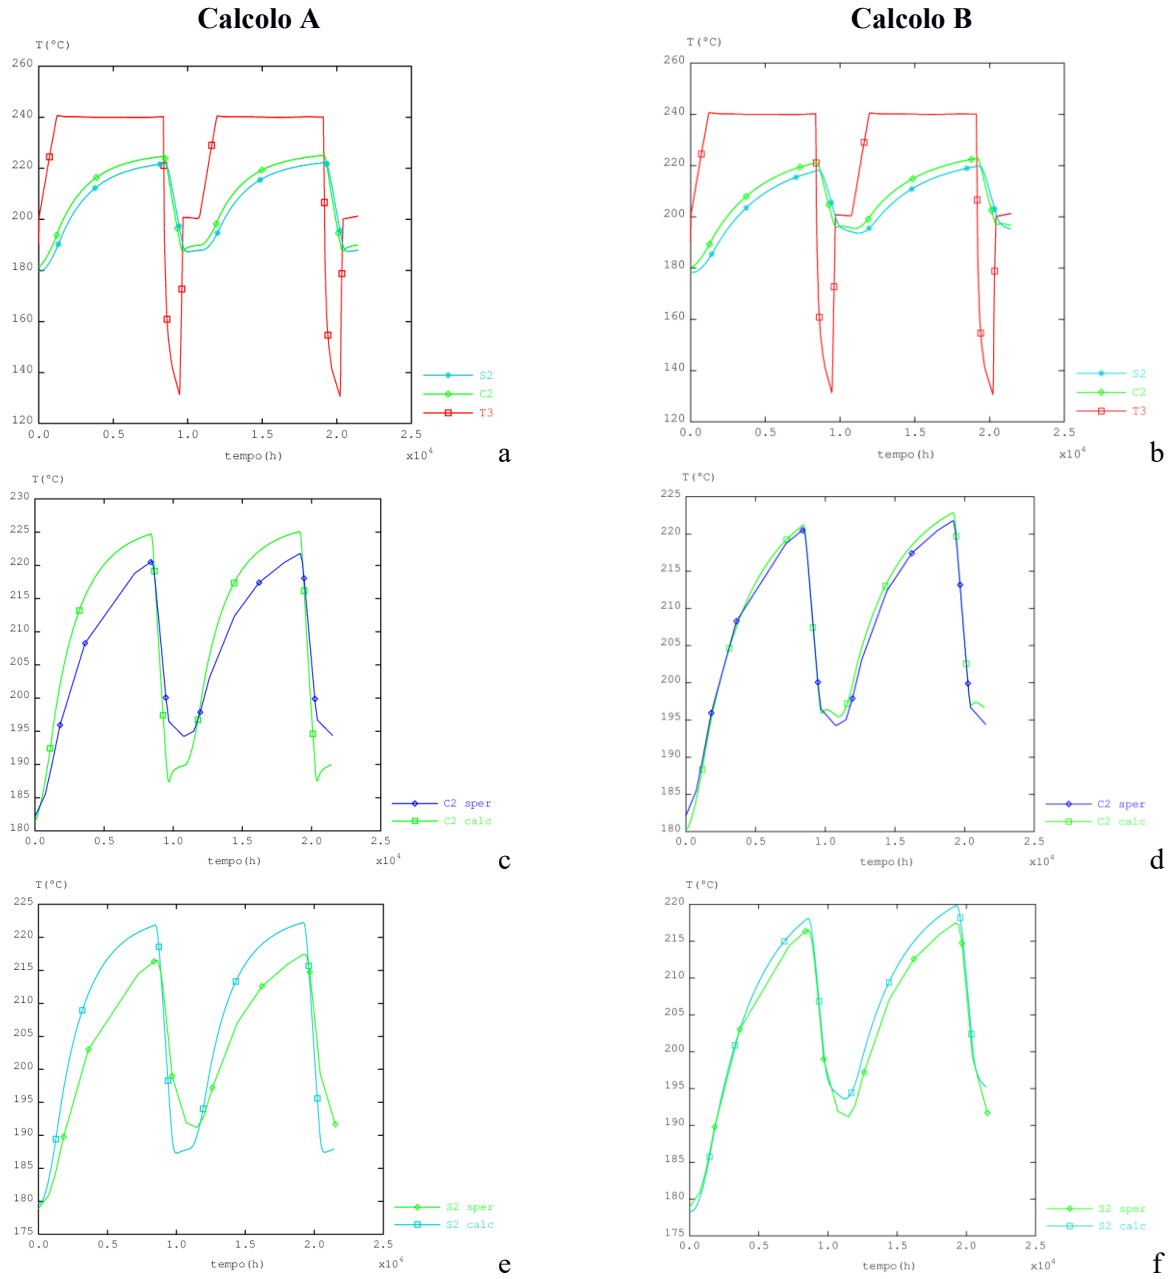 Calcolo A
Calcolo B
T(°C)
260
240
220
200
180
160
140
120
0.0 0.5 1.0 1.5 2.0 2.5
tempo(h)
x10⁴
S2
C2
T3
a
T(°C)
260
240
220
200
180
160
140
120
0.0 0.5 1.0 1.5 2.0 2.5
tempo(h)
x10⁴
S2
C2
T3
b
T(°C)
230
225
220
215
210
205
200
195
190
185
180
0.0 0.5 1.0 1.5 2.0 2.5
tempo(h)
x10⁴
C2 sper
C2 calc
c
T(°C)
225
220
215
210
205
200
195
190
185
180
0.0 0.5 1.0 1.5 2.0 2.5
tempo(h)
x10⁴
C2 sper
C2 calc
d
T(°C)
225
220
215
210
205
200
195
190
185
180
175
0.0 0.5 1.0 1.5 2.0 2.5
tempo(h)
x10⁴
S2 sper
S2 calc
e
T(°C)
220
215
210
205
200
195
190
185
180
175
0.0 0.5 1.0 1.5 2.0 2.5
tempo(h)
x10⁴
S2 sper
S2 calc
f